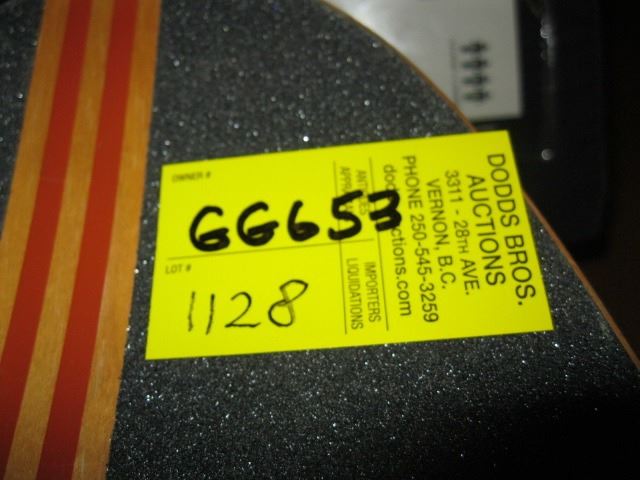 OWNER #
GG653
LOT #
1128
DODDS BROS.
AUCTIONS
3311 - 28TH AVE.
VERNON, B.C.
PHONE 250-545-3259
IMPORTERS
LIQUIDATIONS